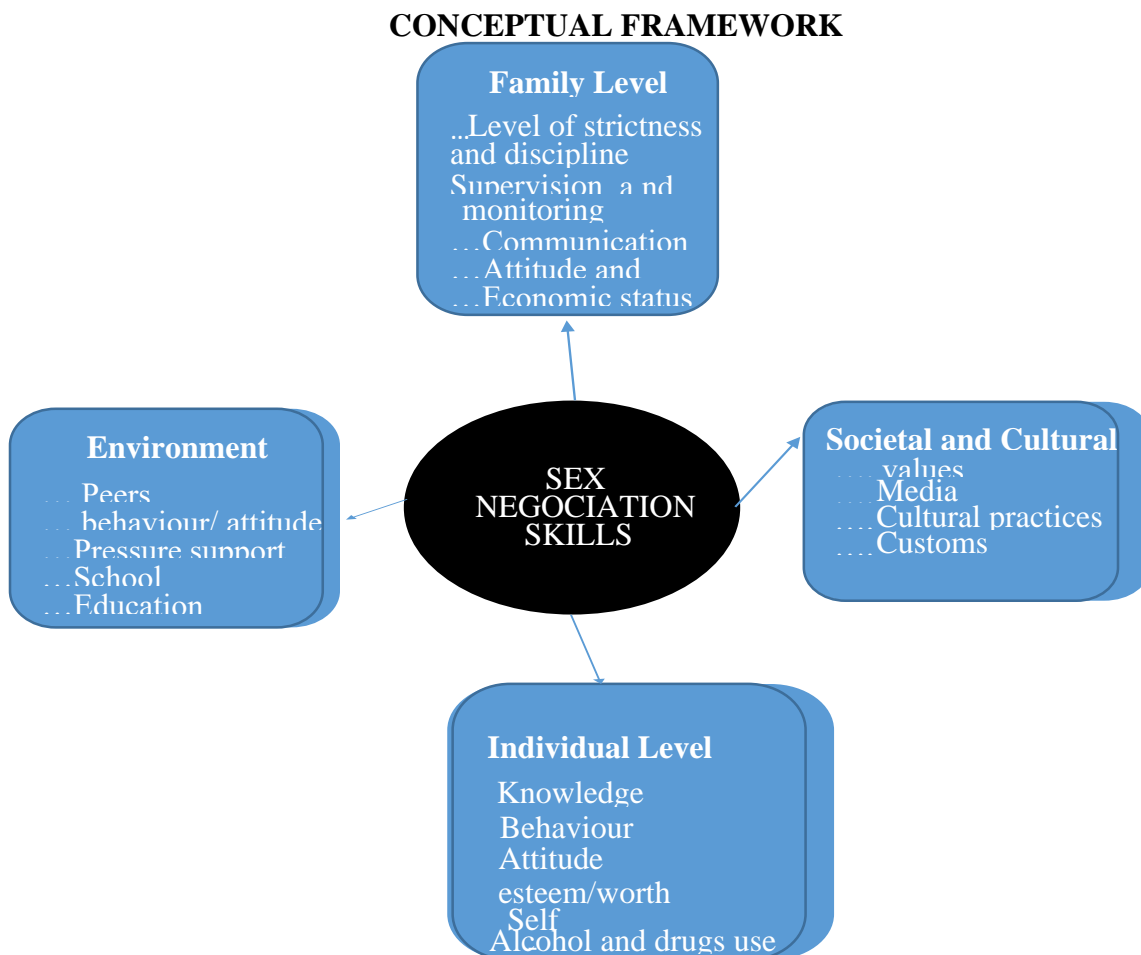 CONCEPTUAL FRAMEWORK
Family Level
...Level of strictness
and discipline
Supervision a nd
monitoring
…Communication
…Attitude and
…Economic status
Environment
… Peers
… behaviour/ attitude
…Pressure support
…School
…Education
SEX
NEGOCIATION
SKILLS
Societal and Cultural
…. values
….Media
….Cultural practices
….Customs
Individual Level
Knowledge
Behaviour
Attitude
esteem/worth
Self
Alcohol and drugs use